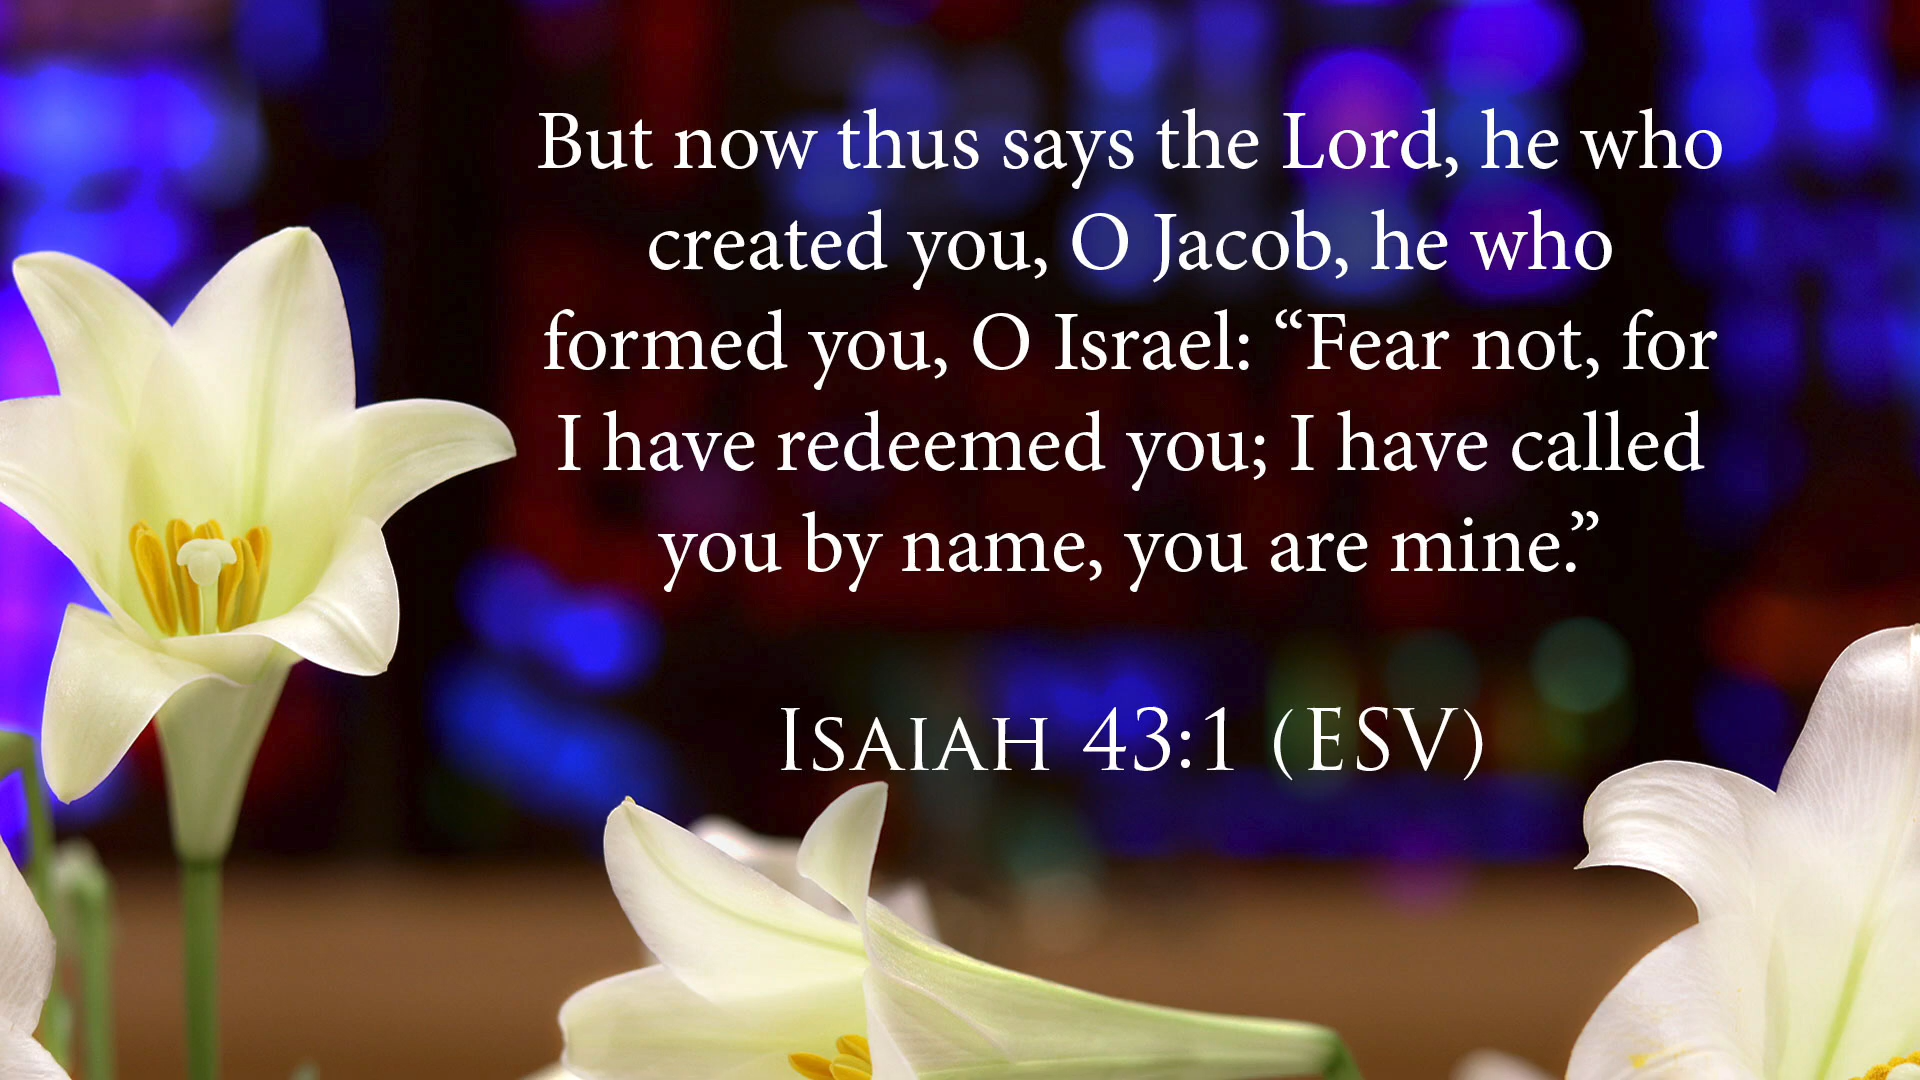 But now thus says the Lord, he who
created you, O Jacob, he who
formed you, O Israel: “Fear not, for
I have redeemed you; I have called
you by name, you are mine.”
Isaiah 43:1 (ESV)